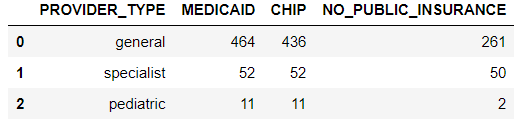 PROVIDER_TYPE MEDICAID CHIP NO_PUBLIC_INSURANCE
0 general 464 436 261
1 specialist 52 52 50
2 pediatric 11 11 2